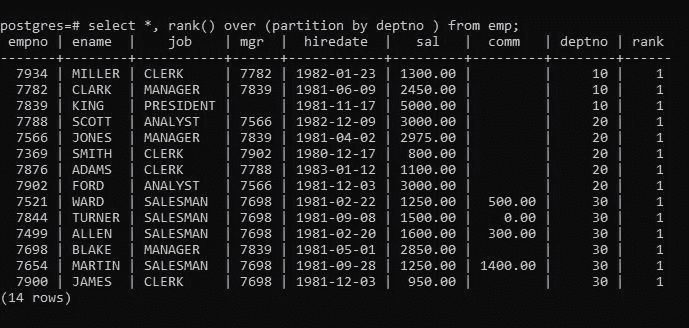 postgres=# select *, rank() over (partition by deptno ) from emp;
 empno | ename  |    job    | mgr  |  hiredate  |   sal   |  comm   | deptno | rank
-------+--------+-----------+------+------------+---------+---------+--------+------
  7934 | MILLER | CLERK     | 7782 | 1982-01-23 | 1300.00 |         |     10 |    1
  7782 | CLARK  | MANAGER   | 7839 | 1981-06-09 | 2450.00 |         |     10 |    1
  7839 | KING   | PRESIDENT |      | 1981-11-17 | 5000.00 |         |     10 |    1
  7788 | SCOTT  | ANALYST   | 7566 | 1982-12-09 | 3000.00 |         |     20 |    1
  7566 | JONES  | MANAGER   | 7839 | 1981-04-02 | 2975.00 |         |     20 |    1
  7369 | SMITH  | CLERK     | 7902 | 1980-12-17 |  800.00 |         |     20 |    1
  7876 | ADAMS  | CLERK     | 7788 | 1983-01-12 | 1100.00 |         |     20 |    1
  7902 | FORD   | ANALYST   | 7566 | 1981-12-03 | 3000.00 |         |     20 |    1
  7521 | WARD   | SALESMAN  | 7698 | 1981-02-22 | 1250.00 |  500.00 |     30 |    1
  7844 | TURNER | SALESMAN  | 7698 | 1981-09-08 | 1500.00 |    0.00 |     30 |    1
  7499 | ALLEN  | SALESMAN  | 7698 | 1981-02-20 | 1600.00 |  300.00 |     30 |    1
  7698 | BLAKE  | MANAGER   | 7839 | 1981-05-01 | 2850.00 |         |     30 |    1
  7654 | MARTIN | SALESMAN  | 7698 | 1981-09-28 | 1250.00 | 1400.00 |     30 |    1
  7900 | JAMES  | CLERK     | 7698 | 1981-12-03 |  950.00 |         |     30 |    1
(14 rows)